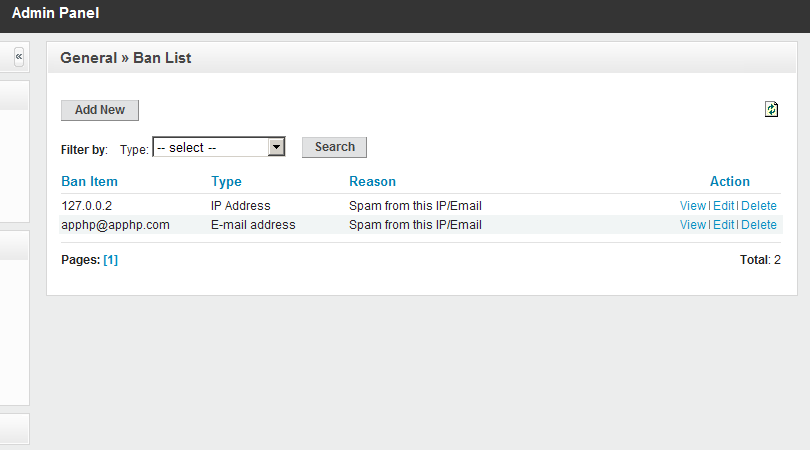 Admin Panel
«
General » Ban List
Add New
Filter by: Type: -- select -- Search
Ban Item Type Reason Action
127.0.0.2 IP Address Spam from this IP/Email View | Edit | Delete
apphp@apphp.com E-mail address Spam from this IP/Email View | Edit | Delete
Pages: [1] Total: 2